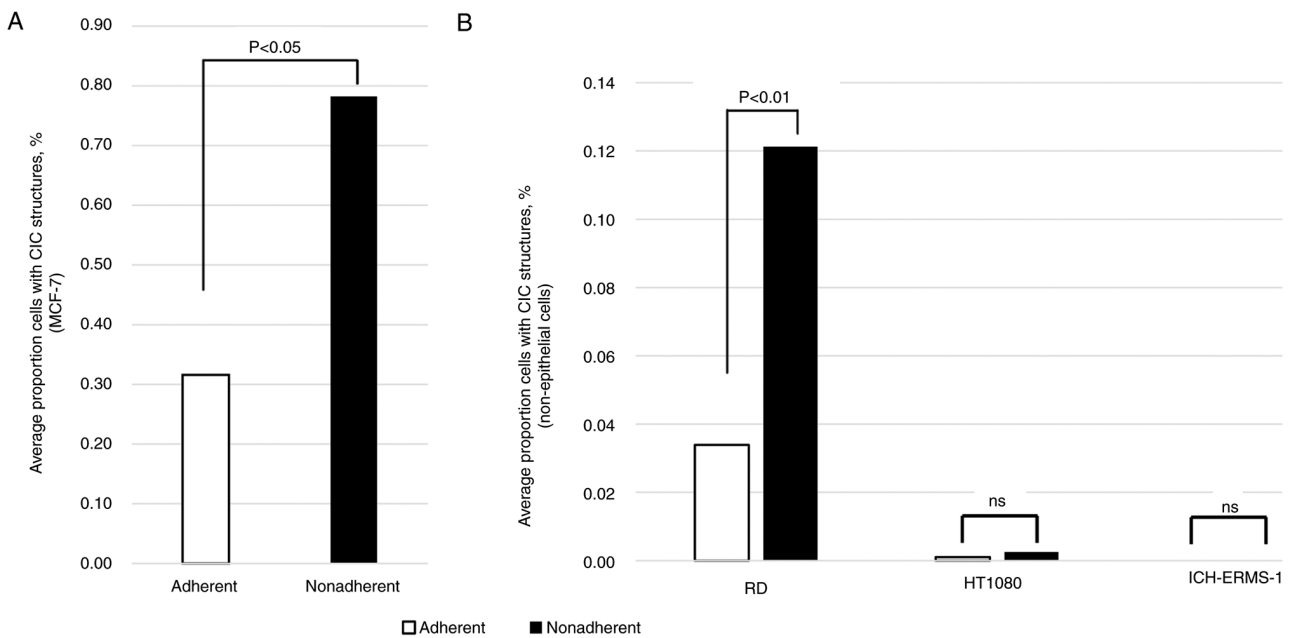 A
0.90
0.80
0.70
0.60
0.50
0.40
0.30
0.20
0.10
0.00
Average proportion cells with CIC structures, %
(MCF-7)
P<0.05
Adherent
Nonadherent
B
0.14
0.12
0.10
0.08
0.06
0.04
0.02
0.00
Average proportion cells with CIC structures, %
(non-epithelial cells)
P<0.01
ns
ns
RD
HT1080
ICH-ERMS-1
Adherent
Nonadherent